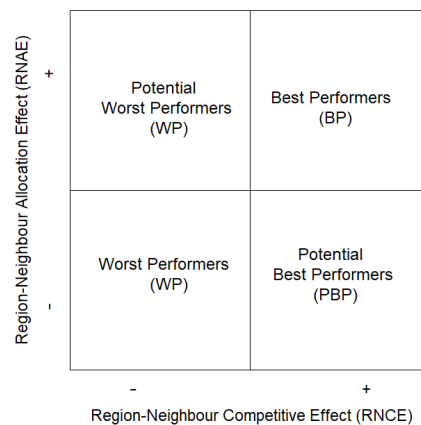 Region-Neighbour Allocation Effect (RNAE)
+
-
Potential
Worst Performers
(WP)
Best Performers
(BP)
Worst Performers
(WP)
Potential
Best Performers
(PBP)
-
+
Region-Neighbour Competitive Effect (RNCE)